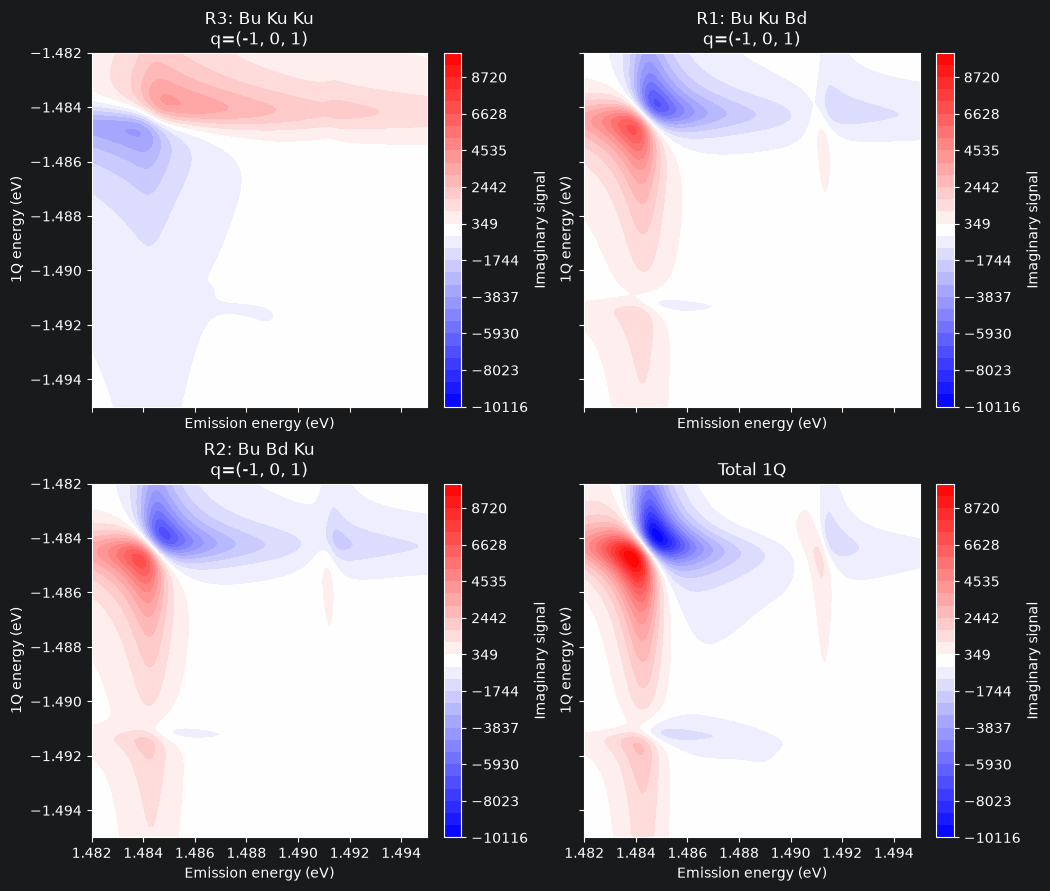 R3: Bu Ku Ku
q=(-1, 0, 1)
−1.482
−1.484
−1.486
−1.488
−1.490
−1.492
−1.494
1Q energy (eV)
Emission energy (eV)
8720
6628
4535
2442
349
−1744
−3837
−5930
−8023
−10116
Imaginary signal
R1: Bu Ku Bd
q=(-1, 0, 1)
1Q energy (eV)
Emission energy (eV)
8720
6628
4535
2442
349
−1744
−3837
−5930
−8023
−10116
Imaginary signal
R2: Bu Bd Ku
q=(-1, 0, 1)
−1.482
−1.484
−1.486
−1.488
−1.490
−1.492
−1.494
1Q energy (eV)
1.482 1.484 1.486 1.488 1.490 1.492 1.494
Emission energy (eV)
8720
6628
4535
2442
349
−1744
−3837
−5930
−8023
−10116
Imaginary signal
Total 1Q
1Q energy (eV)
1.482 1.484 1.486 1.488 1.490 1.492 1.494
Emission energy (eV)
8720
6628
4535
2442
349
−1744
−3837
−5930
−8023
−10116
Imaginary signal